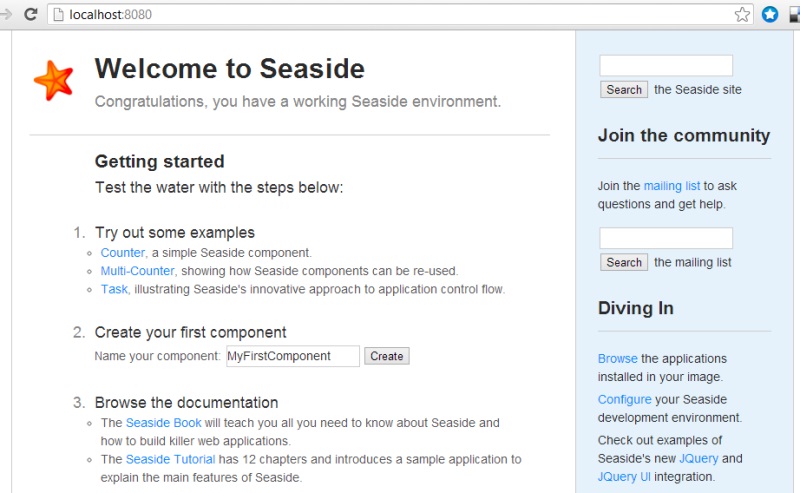 localhost:8080
Welcome to Seaside
Congratulations, you have a working Seaside environment.
Getting started
Test the water with the steps below:
1. Try out some examples
Counter, a simple Seaside component.
Multi-Counter, showing how Seaside components can be re-used.
Task, illustrating Seaside's innovative approach to application control flow.
2. Create your first component
Name your component: MyFirstComponent Create
3. Browse the documentation
The Seaside Book will teach you all you need to know about Seaside and
how to build killer web applications.
The Seaside Tutorial has 12 chapters and introduces a sample application to
explain the main features of Seaside.
Search the Seaside site
Join the community
Join the mailing list to ask
questions and get help.
Search the mailing list
Diving In
Browse the applications
installed in your image.
Configure your Seaside
development environment.
Check out examples of
Seaside's new JQuery and
JQuery UI integration.